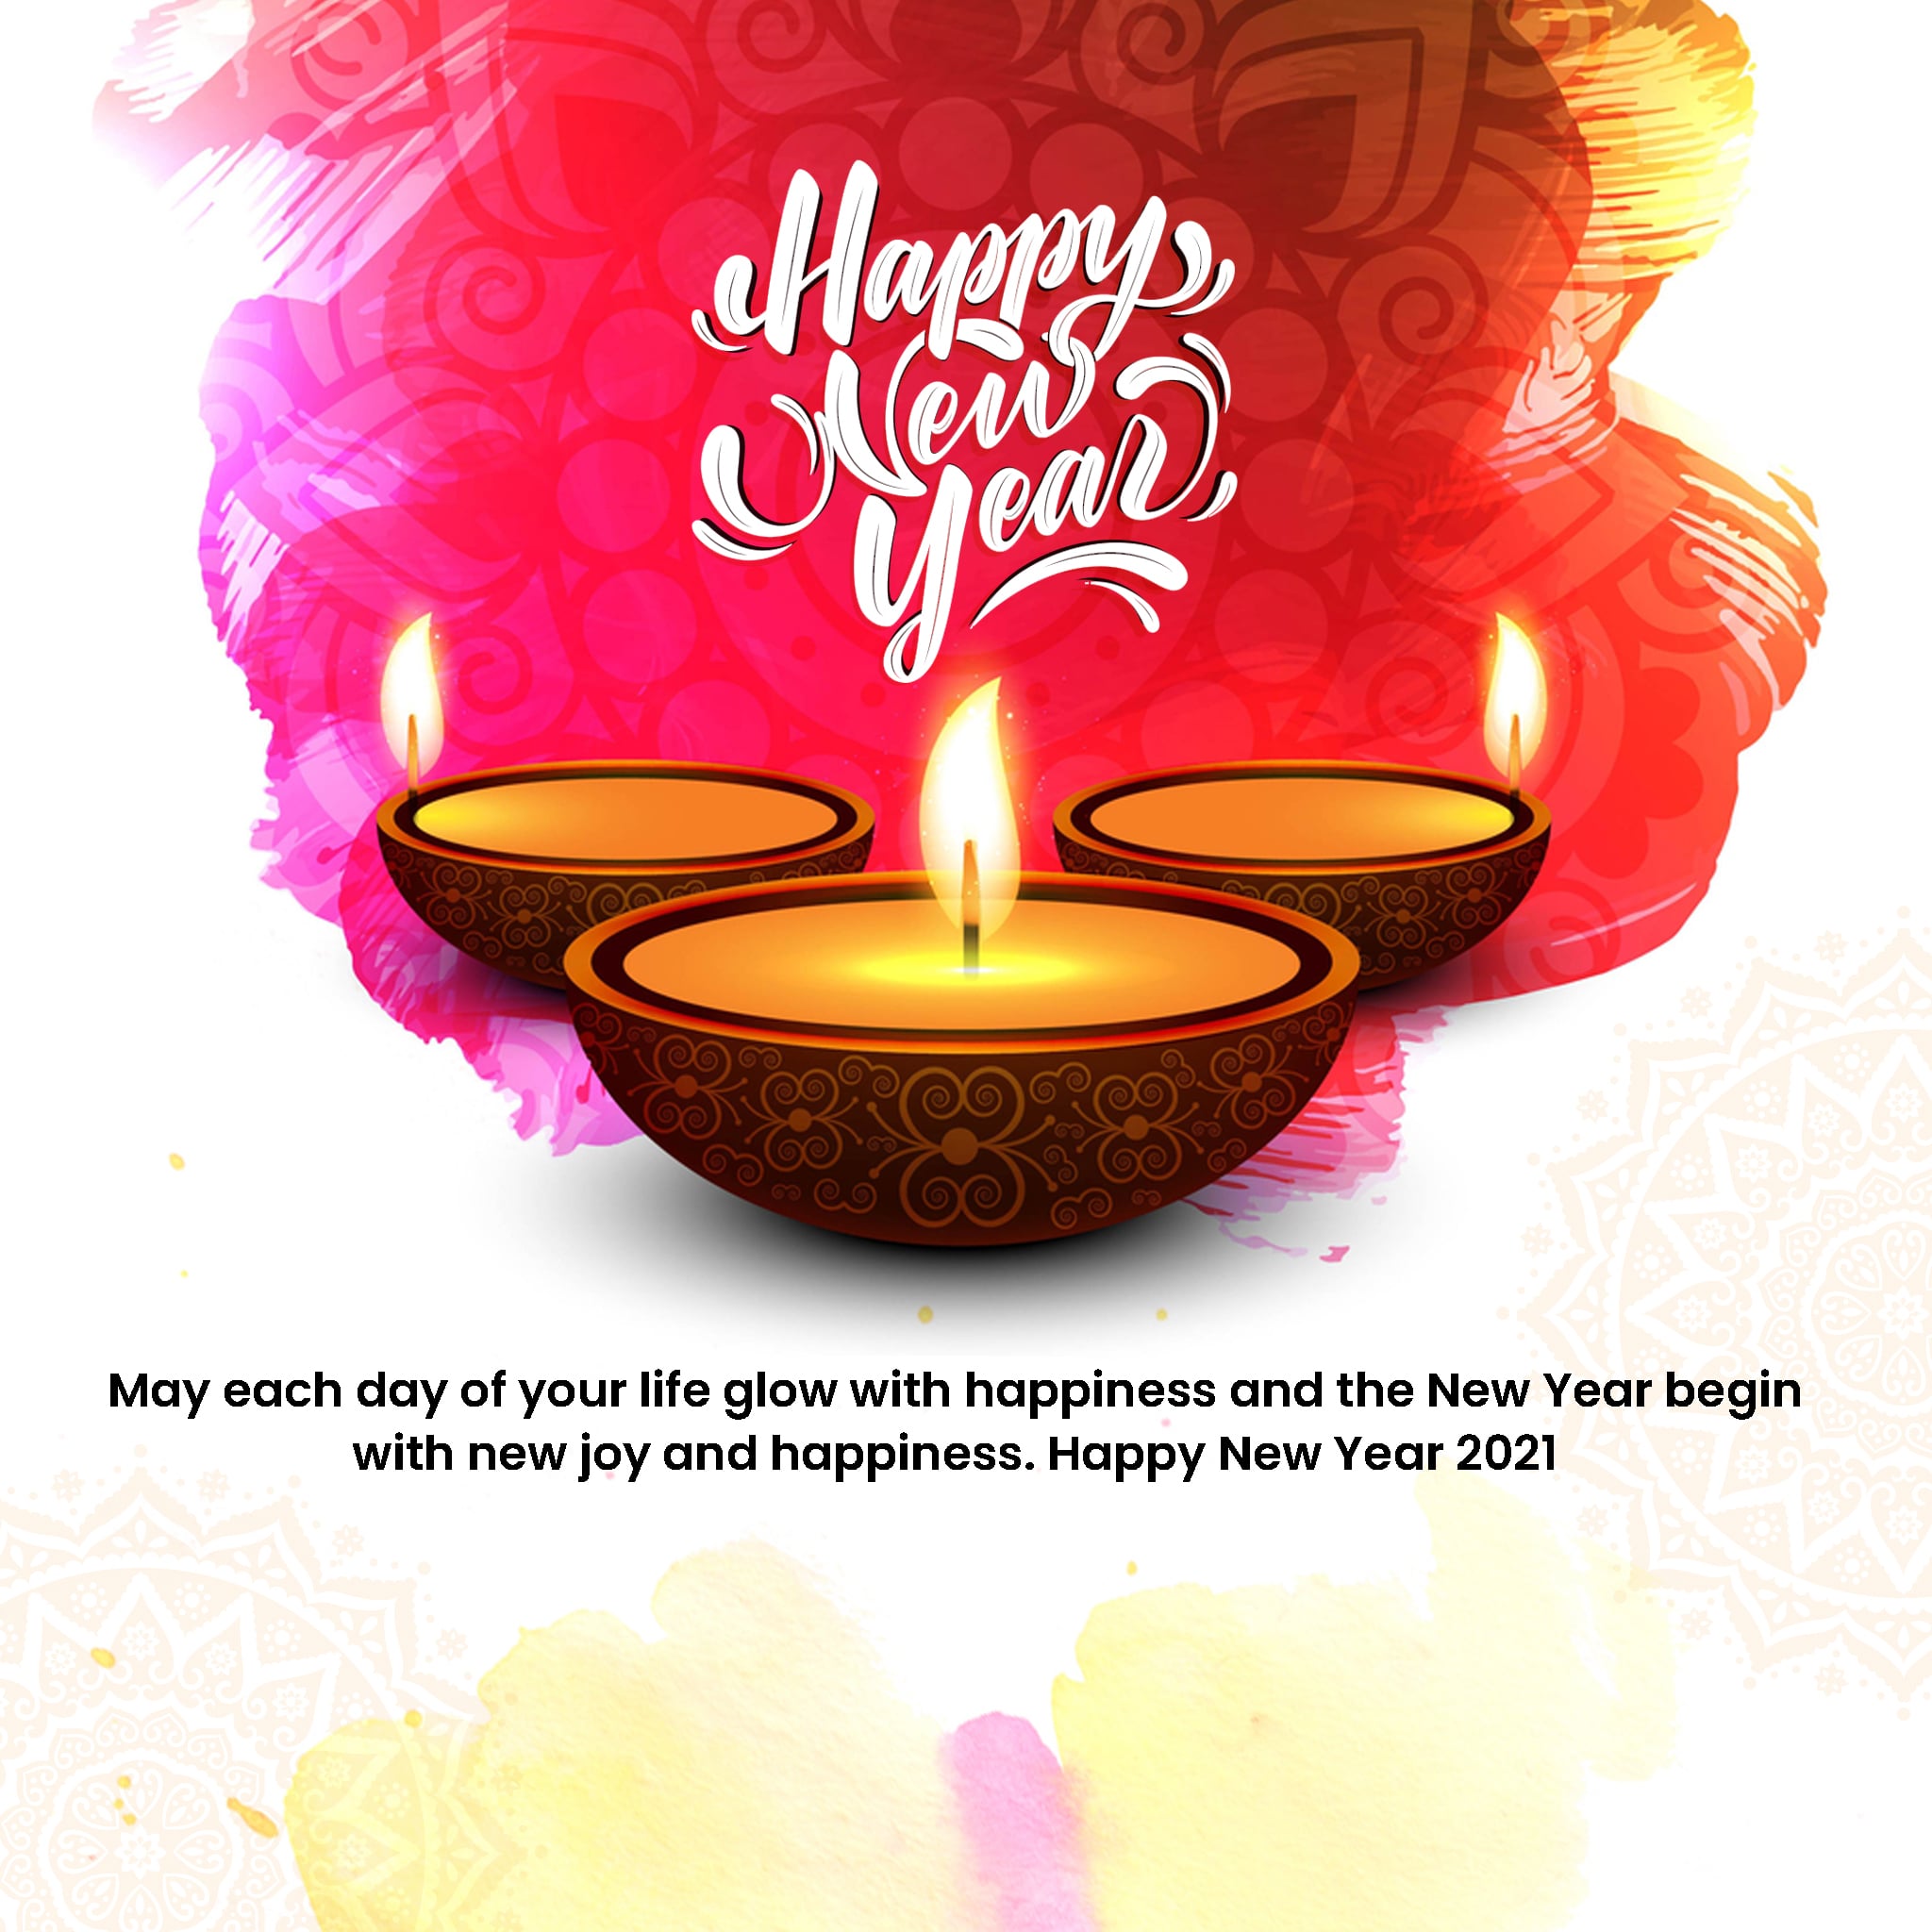 Happy
New
Year
May each day of your life glow with happiness and the New Year begin
with new joy and happiness. Happy New Year 2021